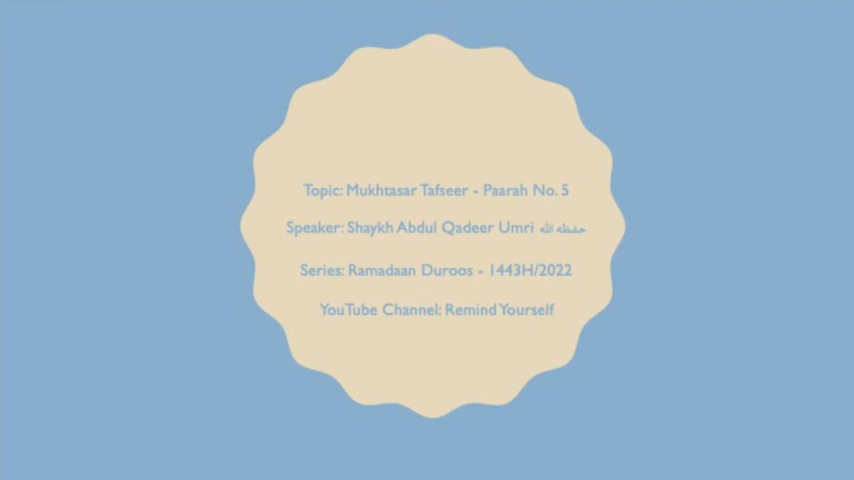 Topic: Mukhtasar Tafseer - Paarah No. 5
Speaker: Shaykh Abdul Qadeer Umri حفظه الله
Series: Ramadaan Duroos - 1443H/2022
YouTube Channel: Remind Yourself